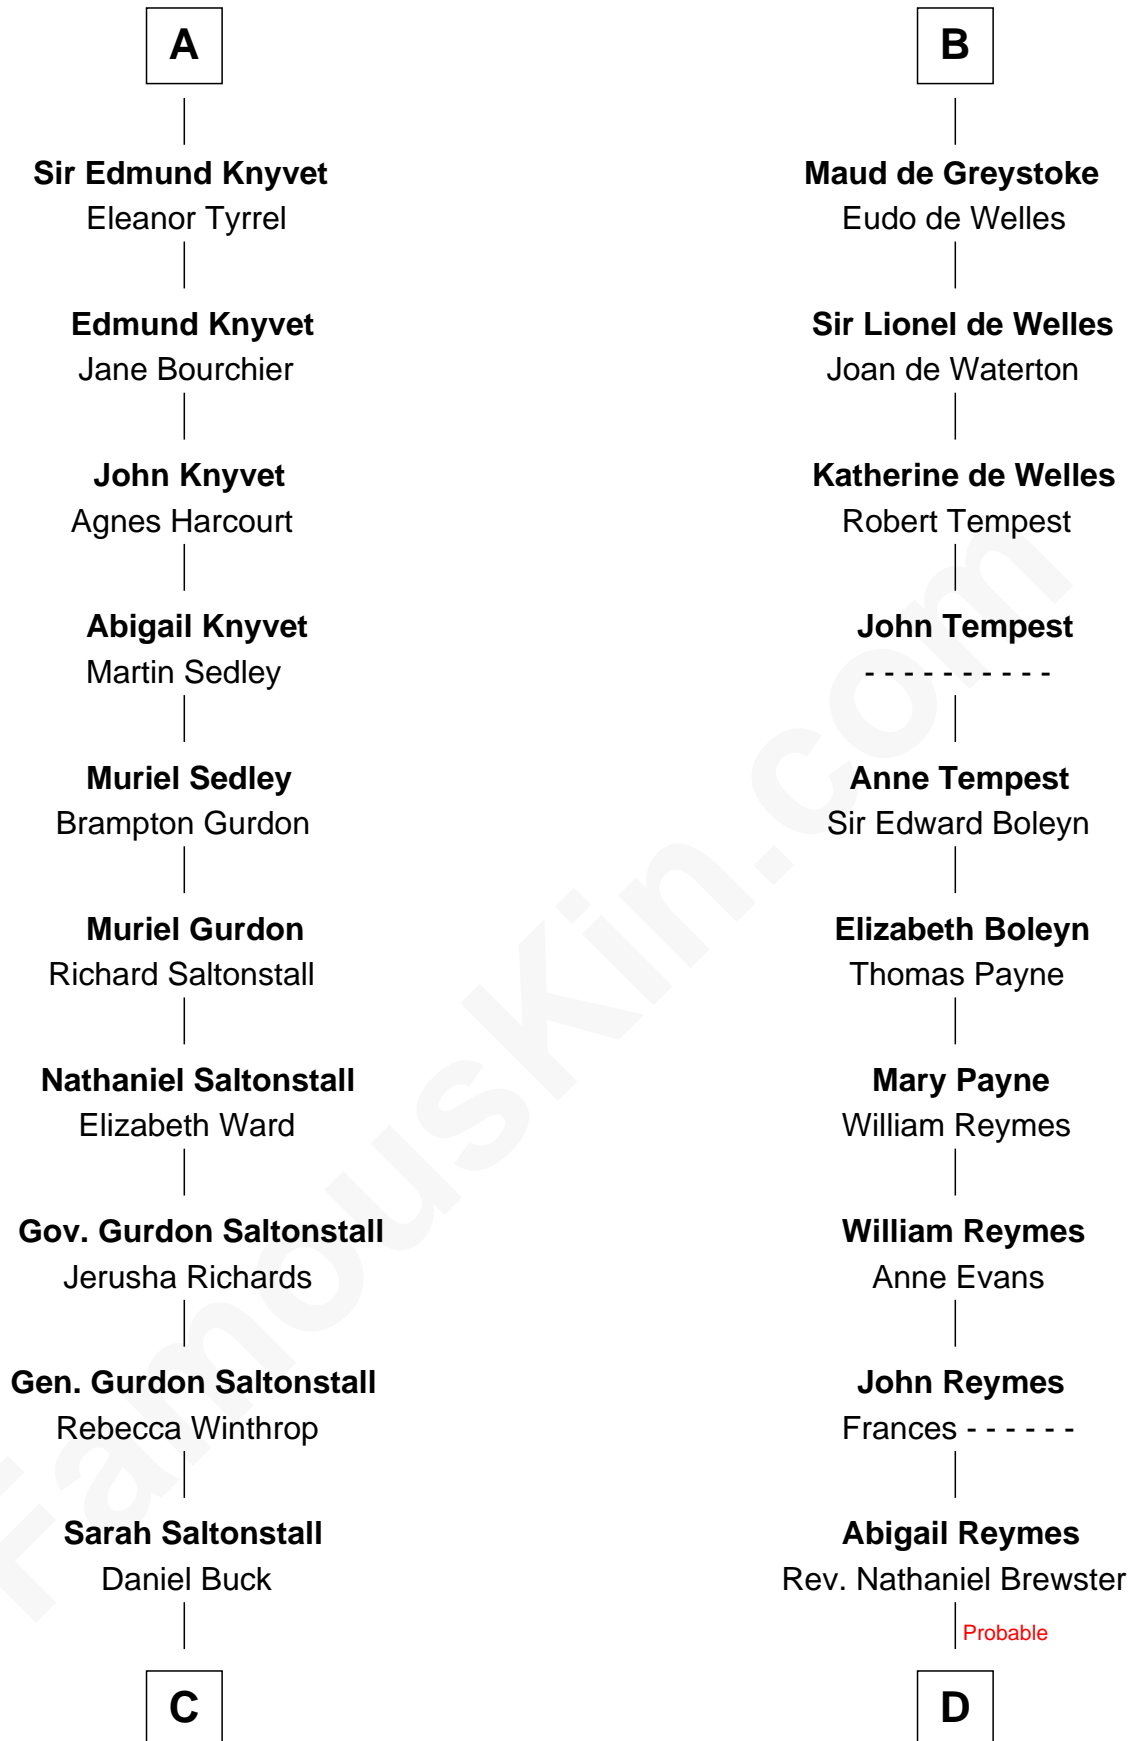 A
Sir Edmund Knyvet
Eleanor Tyrrel
Edmund Knyvet
Jane Bourchier
John Knyvet
Agnes Harcourt
Abigail Knyvet
Martin Sedley
Muriel Sedley
Brampton Gurdon
Muriel Gurdon
Richard Saltonstall
Nathaniel Saltonstall
Elizabeth Ward
Gov. Gurdon Saltonstall
Jerusha Richards
Gen. Gurdon Saltonstall
Rebecca Winthrop
Sarah Saltonstall
Daniel Buck
C
B
Maud de Greystoke
Eudo de Welles
Sir Lionel de Welles
Joan de Waterton
Katherine de Welles
Robert Tempest
John Tempest
- - - - - - - - - -
Anne Tempest
Sir Edward Boleyn
Elizabeth Boleyn
Thomas Payne
Mary Payne
William Reymes
William Reymes
Anne Evans
John Reymes
Frances - - - - - -
Abigail Reymes
Rev. Nathaniel Brewster
Probable
D
FamousKin.com